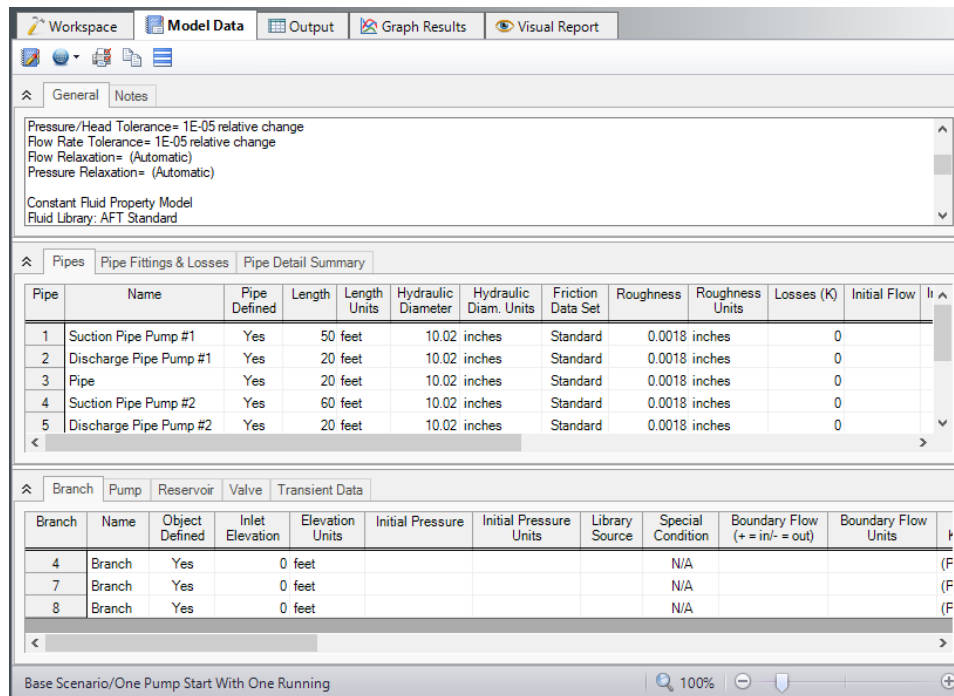 Workspace Model Data Output Graph Results Visual Report
General Notes
Pressure/Head Tolerance= 1E-05 relative change
Flow Rate Tolerance= 1E-05 relative change
Flow Relaxation= (Automatic)
Pressure Relaxation= (Automatic)
Constant Fluid Property Model
Fluid Library: AFT Standard
Pipes Pipe Fittings & Losses Pipe Detail Summary
Pipe Name Pipe Length Length Hydraulic Hydraulic Friction Roughness Roughness Losses (K) Initial Flow
Defined Units Diameter Diam. Units Data Set Units
1 Suction Pipe Pump #1 Yes 50 feet 10.02 inches Standard 0.0018 inches 0
2 Discharge Pipe Pump #1 Yes 20 feet 10.02 inches Standard 0.0018 inches 0
3 Pipe Yes 20 feet 10.02 inches Standard 0.0018 inches 0
4 Suction Pipe Pump #2 Yes 60 feet 10.02 inches Standard 0.0018 inches 0
5 Discharge Pipe Pump #2 Yes 20 feet 10.02 inches Standard 0.0018 inches 0
Branch Pump Reservoir Valve Transient Data
Branch Name Object Inlet Elevation Initial Pressure Initial Pressure Library Special Boundary Flow Boundary Flow
Defined Elevation Units Units Source Condition (+ = in/- = out) Units
4 Branch Yes 0 feet N/A (F
7 Branch Yes 0 feet N/A (F
8 Branch Yes 0 feet N/A (F
Base Scenario/One Pump Start With One Running 100%